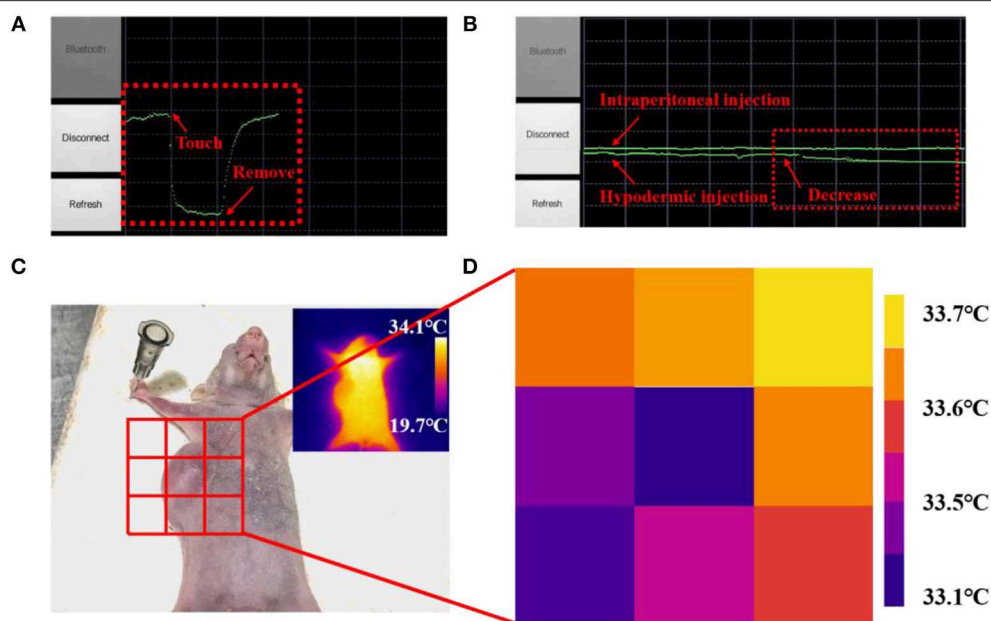 A
Bluetooth
Disconnect
Refresh
Touch
Remove
B
Bluetooth
Disconnect
Refresh
Intraperitoneal injection
Hypodermic injection
Decrease
C
34.1°C
19.7°C
D
33.7°C
33.6°C
33.5°C
33.1°C